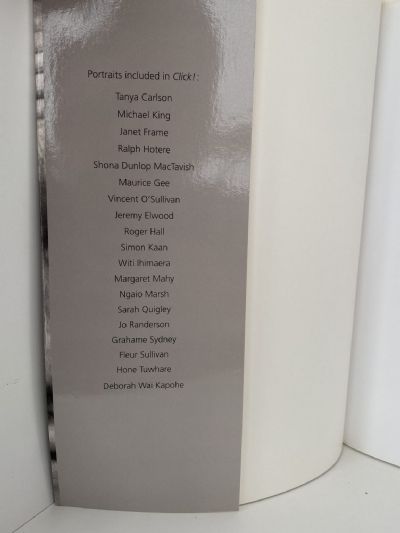 Portraits included in Click!:
Tanya Carlson
Michael King
Janet Frame
Ralph Hotere
Shona Dunlop MacTavish
Maurice Gee
Vincent O'Sullivan
Jeremy Elwood
Roger Hall
Simon Kaan
Witi Ihimaera
Margaret Mahy
Ngaio Marsh
Sarah Quigley
Jo Randerson
Grahame Sydney
Fleur Sullivan
Hone Tuwhare
Deborah Wai Kapohe